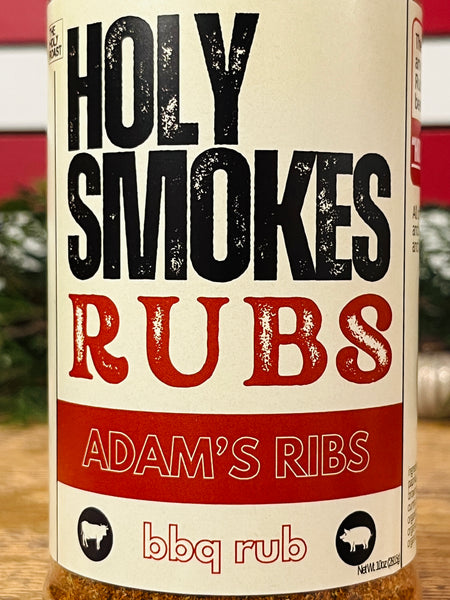 THE
HOLY
ROAST
HOLY
SMOKES
RUBS
ADAM'S RIBS
bbq rub